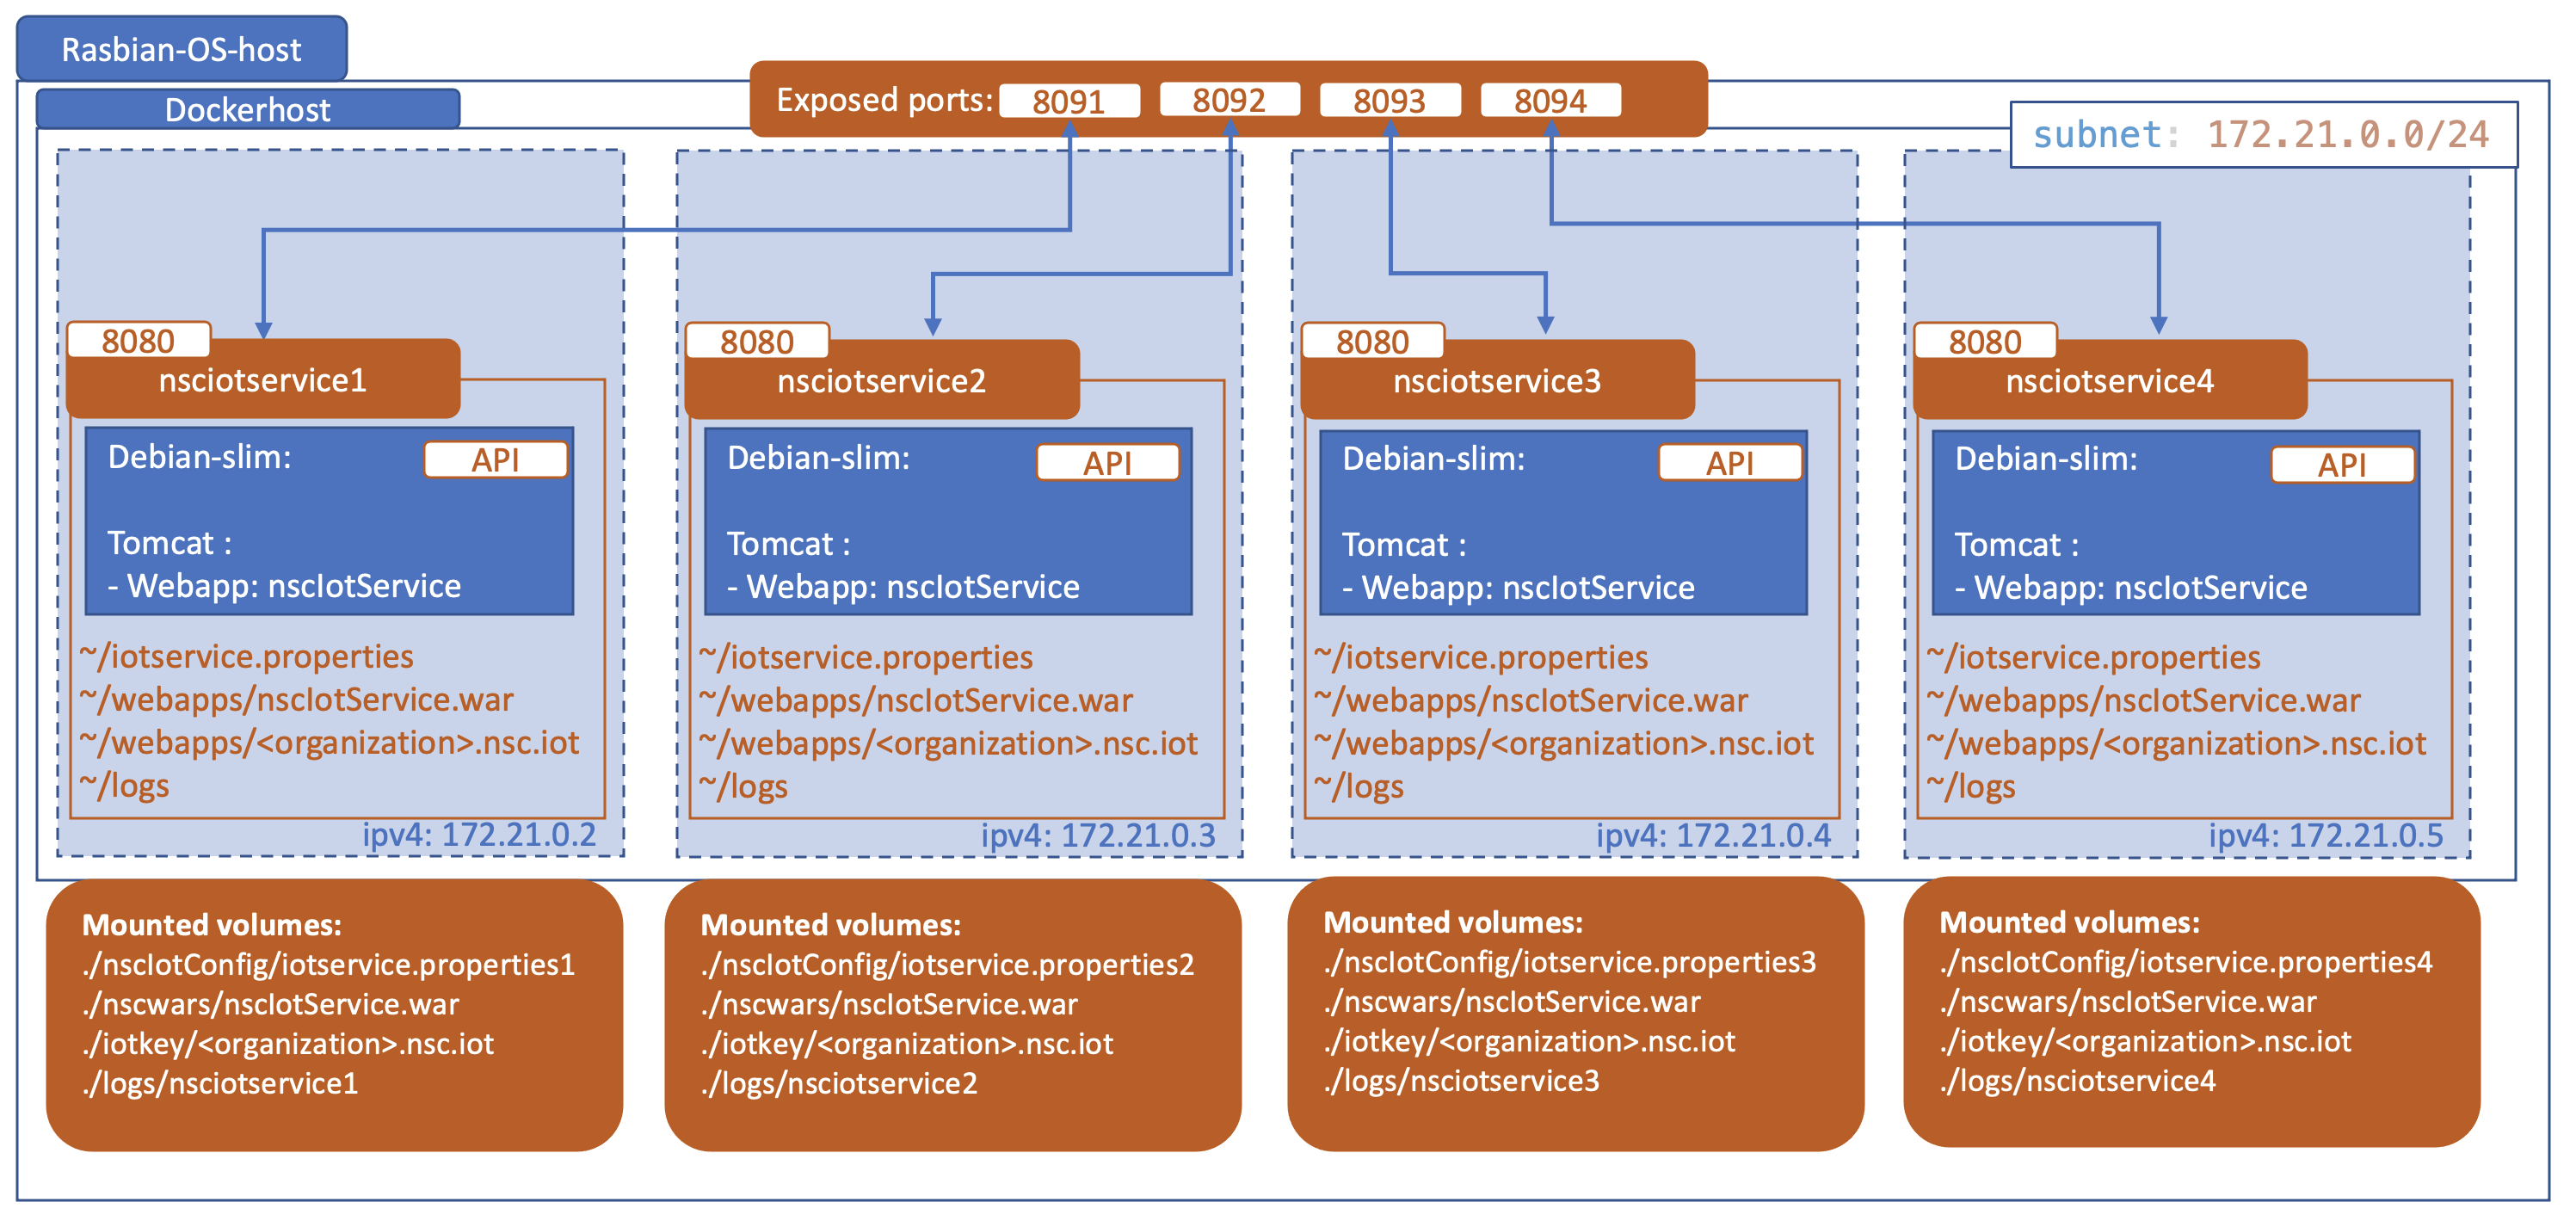 Rasbian-OS-host
Dockerhost
Exposed ports: 8091 8092 8093 8094
subnet: 172.21.0.0/24
8080
nsciotservice1
Debian-slim:
API
Tomcat :
- Webapp: nscIotService
~/iotservice.properties
~/webapps/nscIotService.war
~/webapps/<organization>.nsc.iot
~/logs
ipv4: 172.21.0.2
8080
nsciotservice2
Debian-slim:
API
Tomcat :
- Webapp: nscIotService
~/iotservice.properties
~/webapps/nscIotService.war
~/webapps/<organization>.nsc.iot
~/logs
ipv4: 172.21.0.3
8080
nsciotservice3
Debian-slim:
API
Tomcat :
- Webapp: nscIotService
~/iotservice.properties
~/webapps/nscIotService.war
~/webapps/<organization>.nsc.iot
~/logs
ipv4: 172.21.0.4
8080
nsciotservice4
Debian-slim:
API
Tomcat :
- Webapp: nscIotService
~/iotservice.properties
~/webapps/nscIotService.war
~/webapps/<organization>.nsc.iot
~/logs
ipv4: 172.21.0.5
Mounted volumes:
./nscIotConfig/iotservice.properties1
./nscwars/nscIotService.war
./iotkey/<organization>.nsc.iot
./logs/nsciotservice1
Mounted volumes:
./nscIotConfig/iotservice.properties2
./nscwars/nscIotService.war
./iotkey/<organization>.nsc.iot
./logs/nsciotservice2
Mounted volumes:
./nscIotConfig/iotservice.properties3
./nscwars/nscIotService.war
./iotkey/<organization>.nsc.iot
./logs/nsciotservice3
Mounted volumes:
./nscIotConfig/iotservice.properties4
./nscwars/nscIotService.war
./iotkey/<organization>.nsc.iot
./logs/nsciotservice4